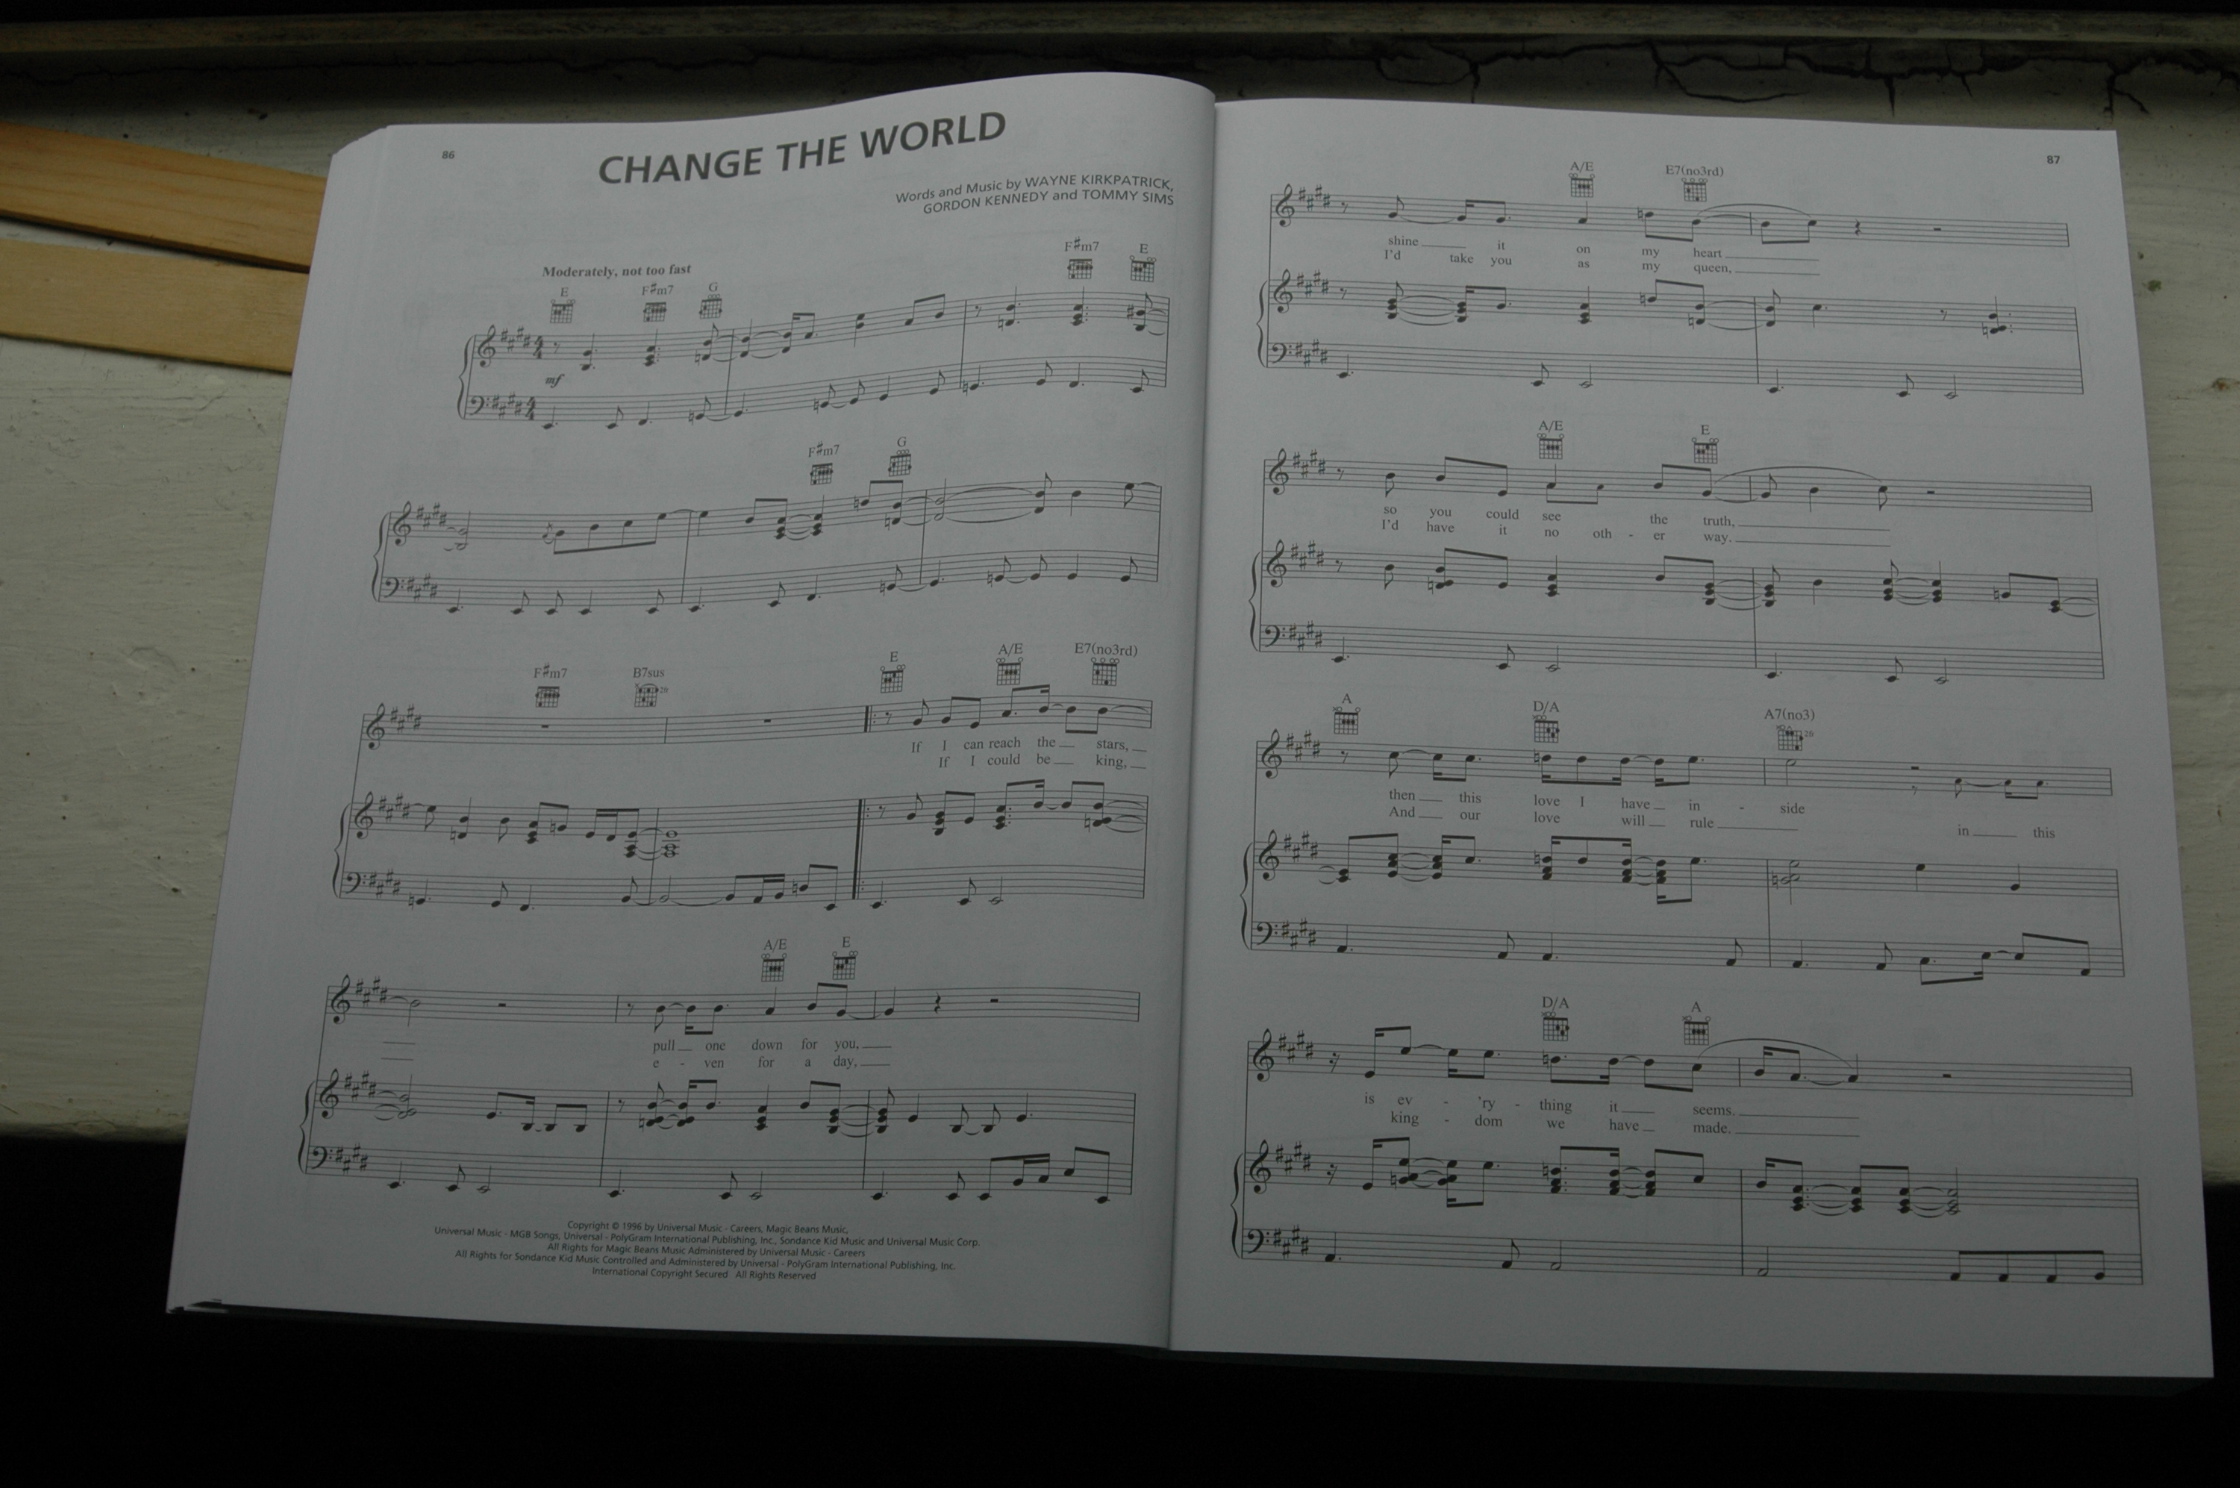 86
CHANGE THE WORLD
Words and Music by WAYNE KIRKPATRICK,
GORDON KENNEDY and TOMMY SIMS
Moderately, not too fast
E F#m7 G F#m7 E
mf
F#m7 G
F#m7 B7sus E A/E E7(no3rd)
If I can reach the stars,
If I could be king,
A/E E
pull one down for you,
e - ven for a day,
Copyright © 1996 by Universal Music - Careers, Magic Beans Music,
Universal Music - MGB Songs, Universal - PolyGram International Publishing, Inc., Sondance Kid Music and Universal Music Corp.
All Rights for Magic Beans Music Administered by Universal Music - Careers
All Rights for Sondance Kid Music Controlled and Administered by Universal - PolyGram International Publishing, Inc.
International Copyright Secured All Rights Reserved
87
A/E E7(no3rd)
shine it on my heart
I'd take you as my queen,
A/E E
so you could see the truth,
I'd have it no oth - er way.
A D/A A7(no3)
then this love I have in - side
And our love will rule in this
D/A A
is ev - 'ry - thing it seems.
king - dom we have made.